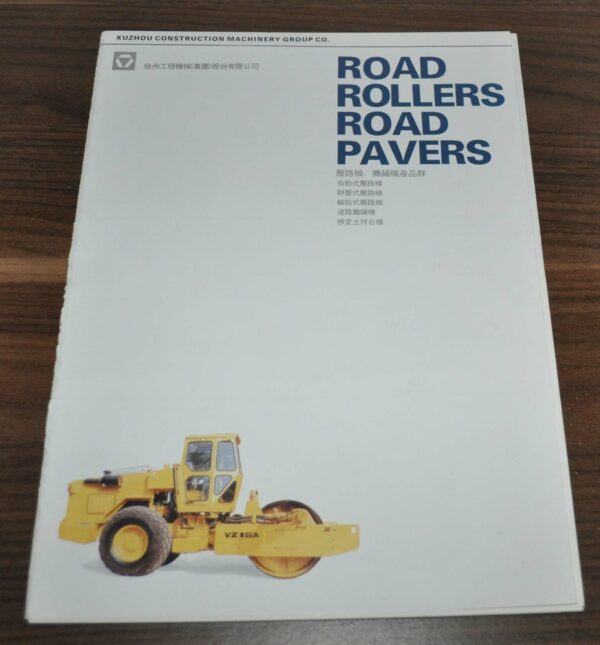 XUZHOU CONSTRUCTION MACHINERY GROUP CO.
徐州工程機械(集團)股份有限公司
ROAD
ROLLERS
ROAD
PAVERS
壓路機、攤鋪機産品群
振動式壓路機
靜壓式壓路機
輪胎式壓路機
道路攤鋪機
穩定土拌合機